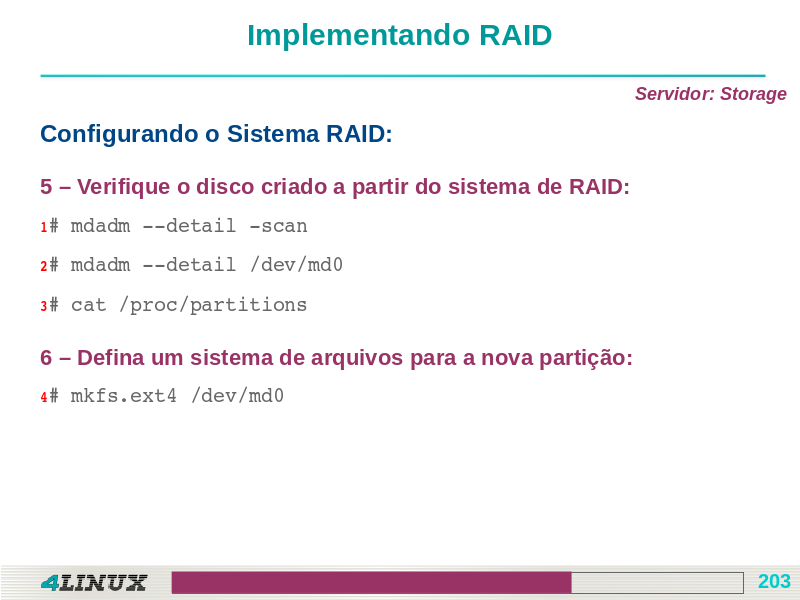 Implementando RAID
Servidor: Storage
Configurando o Sistema RAID:
5 – Verifique o disco criado a partir do sistema de RAID:
1# mdadm --detail -scan
2# mdadm --detail /dev/md0
3# cat /proc/partitions
6 – Defina um sistema de arquivos para a nova partição:
4# mkfs.ext4 /dev/md0
4LINUX
203